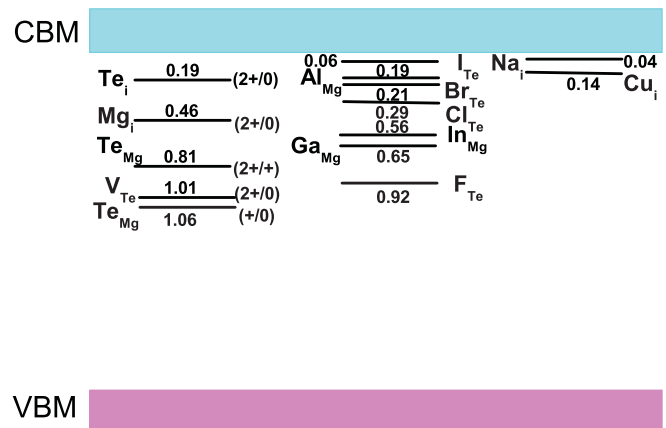 CBM
0.19
Te_i (2+/0)
0.46
Mg_i (2+/0)
0.81
Te_Mg (2+/+)
1.01
V_Te (2+/0)
Te_Mg (+/0)
1.06
0.06 I_Te
Al_Mg 0.19
0.21 Br_Te
0.29 Cl_Te
0.56 In_Mg
Ga_Mg 0.65
F_Te
0.92
Na_i 0.04
0.14 Cu_i
VBM